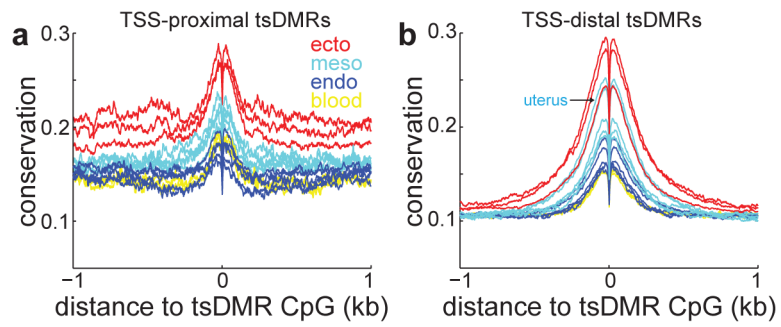 a
TSS-proximal tsDMRs
ecto
meso
endo
blood
0.3
0.2
0.1
conservation
−1
0
1
distance to tsDMR CpG (kb)
b
TSS-distal tsDMRs
uterus
0.3
0.2
0.1
conservation
−1
0
1
distance to tsDMR CpG (kb)